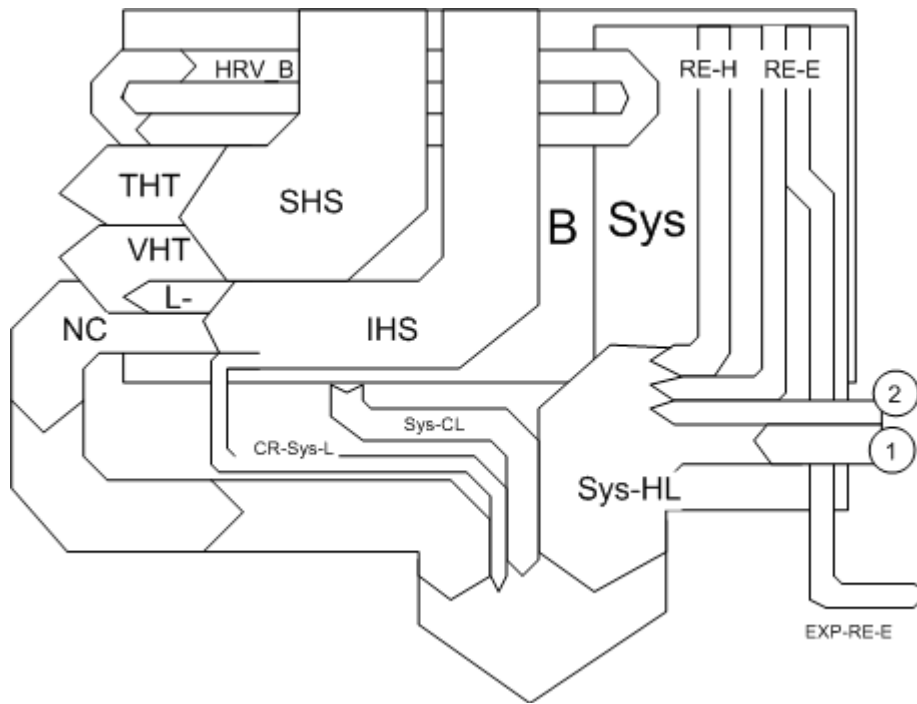 HRV_B
RE-H
RE-E
THT
SHS
B
Sys
VHT
L-
NC
IHS
2
Sys-CL
CR-Sys-L
1
Sys-HL
EXP-RE-E